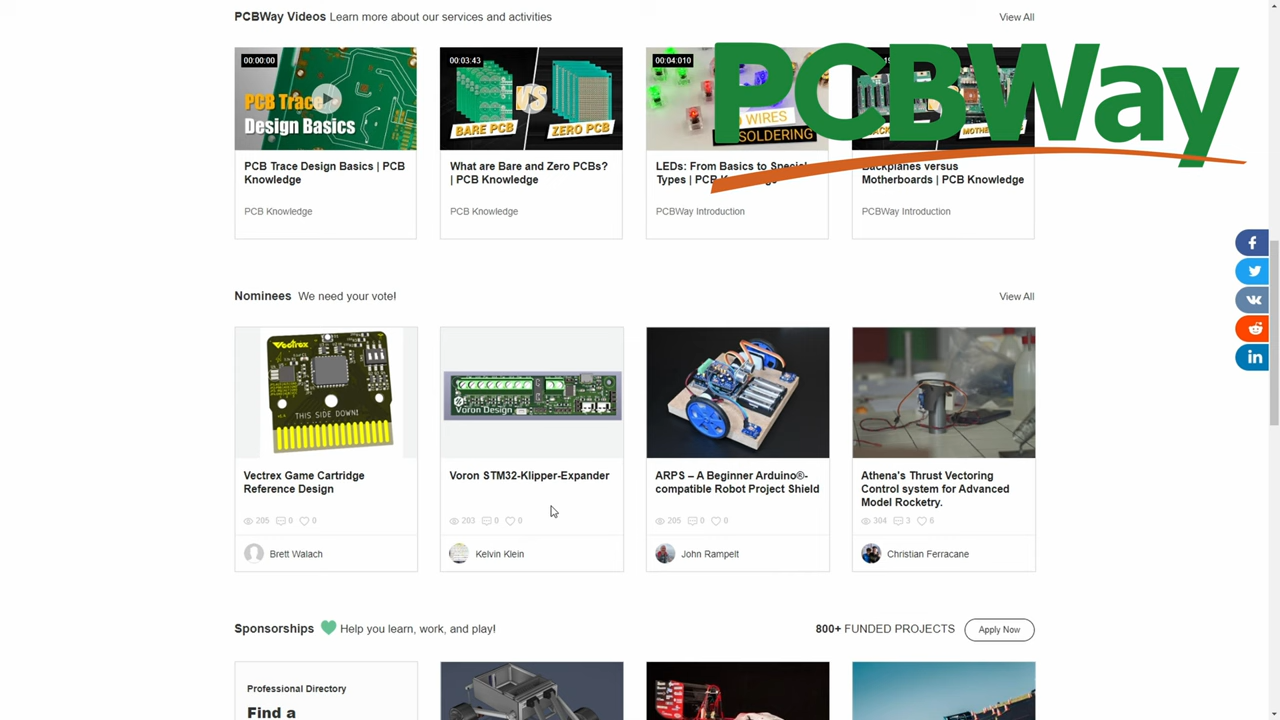 PCBWay Videos Learn more about our services and activities
View All
00:00:00
PCB Trace
Design Basics
00:03:43
VS
BARE PCB
ZERO PCB
00:04:010
WIRES
SOLDERING
PCBWay
PCB Trace Design Basics | PCB
Knowledge
PCB Knowledge
What are Bare and Zero PCBs?
| PCB Knowledge
PCB Knowledge
LEDs: From Basics to Special
Types | PCB Knowledge
PCBWay Introduction
Backplanes versus
Motherboards | PCB Knowledge
PCBWay Introduction
Nominees We need your vote!
View All
Vectrex
THIS SIDE DOWN!
Voron Design
Vectrex Game Cartridge
Reference Design
205 0 0
Brett Walach
Voron STM32-Klipper-Expander
203 0 0
Kelvin Klein
ARPS – A Beginner Arduino®-
compatible Robot Project Shield
205 0 0
John Rampelt
Athena's Thrust Vectoring
Control system for Advanced
Model Rocketry.
304 3 6
Christian Ferracane
Sponsorships Help you learn, work, and play!
800+ FUNDED PROJECTS
Apply Now
Professional Directory
Find a